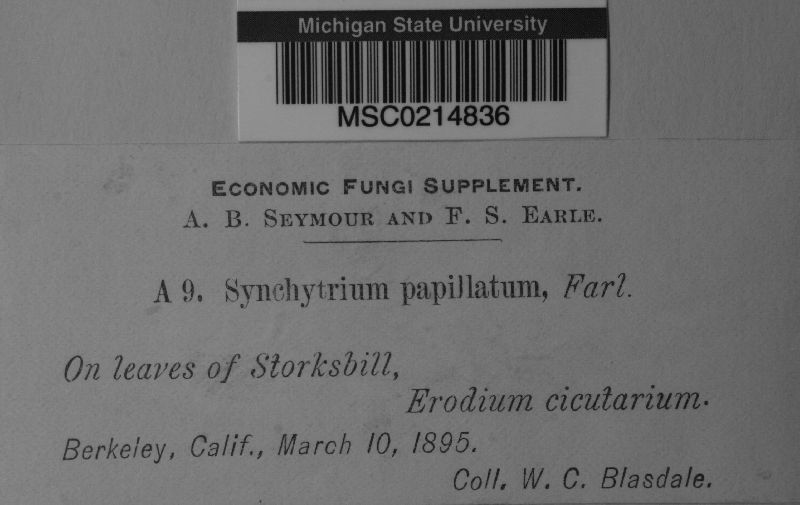 Michigan State University
MSC0214836
ECONOMIC FUNGI SUPPLEMENT.
A. B. SEYMOUR AND F. S. EARLE.
A 9. Synchytrium papillatum, Farl.
On leaves of Storksbill,
Erodium cicutarium.
Berkeley, Calif., March 10, 1895.
Coll. W. C. Blasdale.